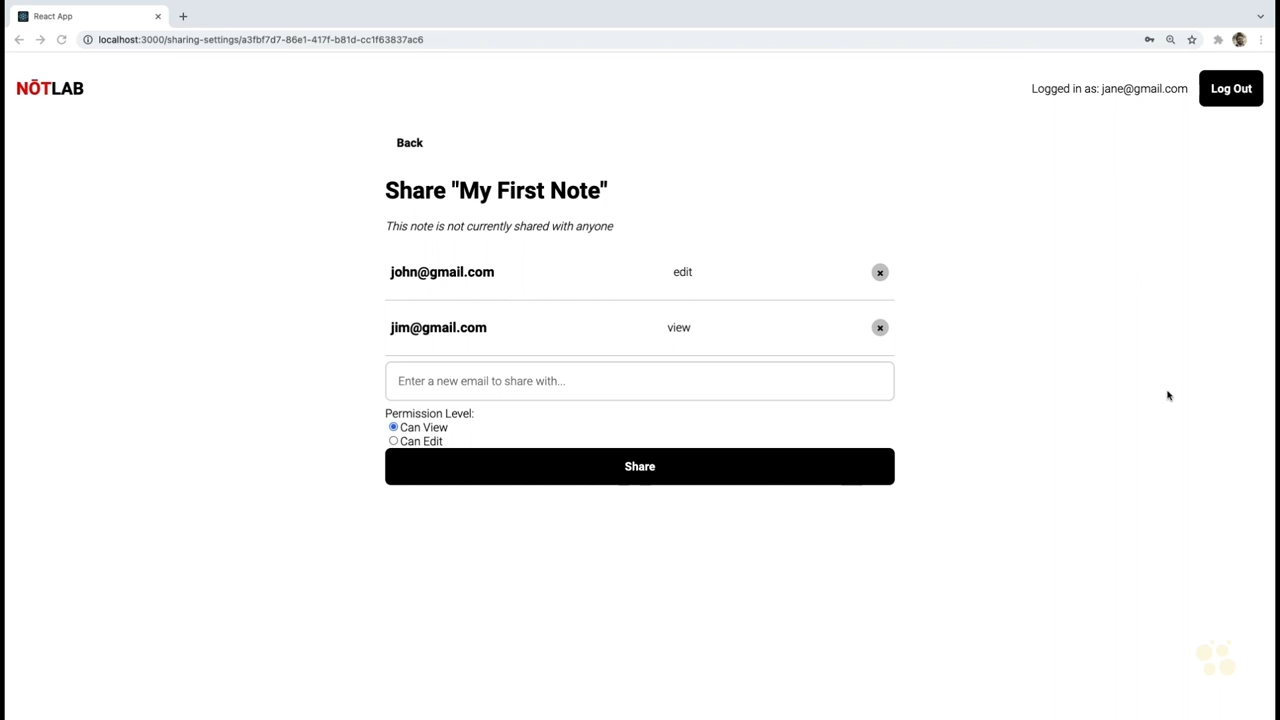 React App
localhost:3000/sharing-settings/a3fbf7d7-86e1-417f-b81d-cc1f63837ac6
NŌTLAB
Logged in as: jane@gmail.com
Log Out
Back
Share "My First Note"
This note is not currently shared with anyone
john@gmail.com edit
jim@gmail.com view
Enter a new email to share with...
Permission Level:
Can View
Can Edit
Share